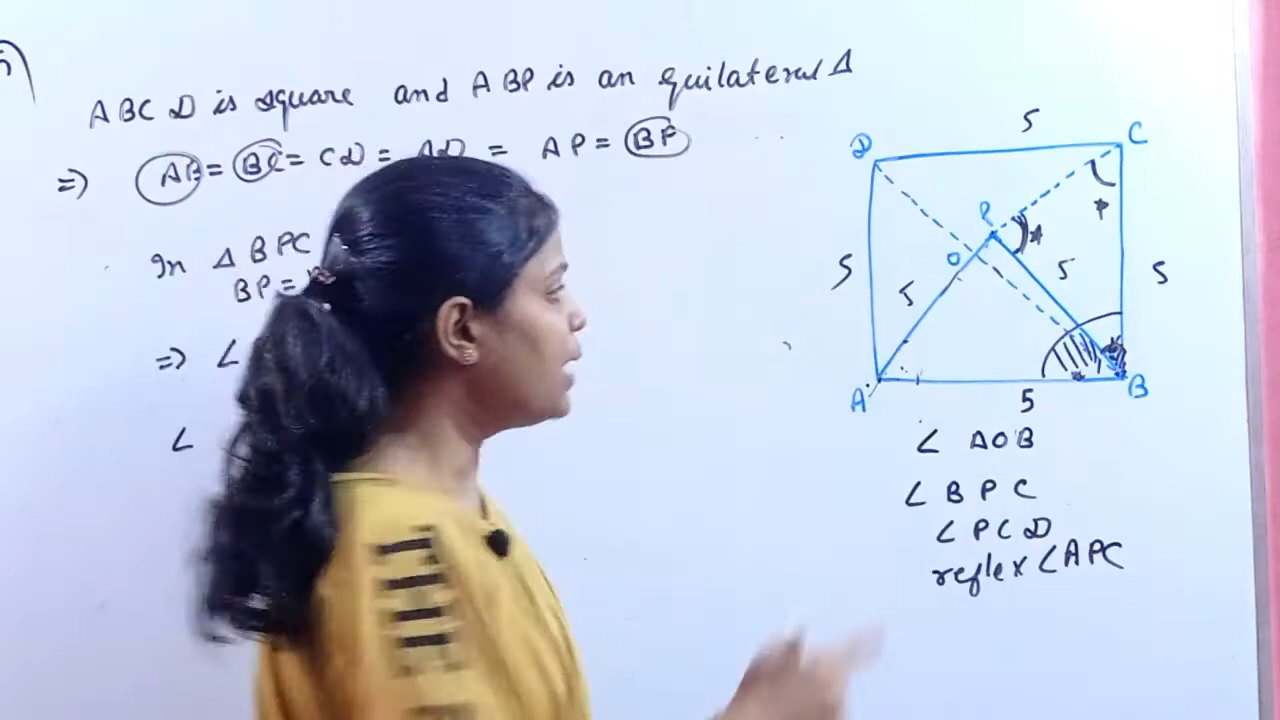 ABCD is square and ABP is an equilateral Δ
=> AB = BC = CD = AD = AP = BP
In Δ BPC
BP =
=> ∠
∠
5
D
C
P
O
5
5
5
5
A
B
5
∠ AOB
∠ BPC
∠ PCD
reflex ∠APC